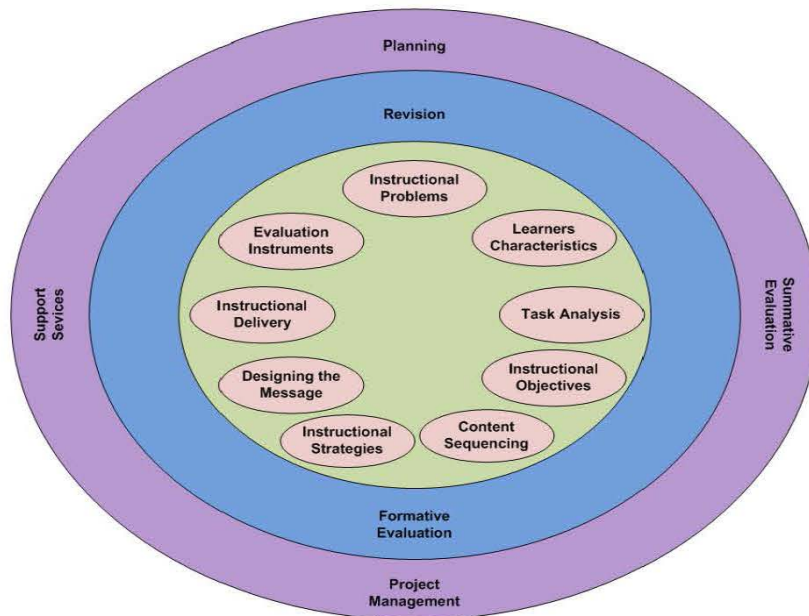 Planning
Revision
Instructional
Problems
Evaluation
Instruments
Learners
Characteristics
Support
Sevices
Instructional
Delivery
Task Analysis
Summative
Evaluation
Designing the
Message
Instructional
Objectives
Instructional
Strategies
Content
Sequencing
Formative
Evaluation
Project
Management